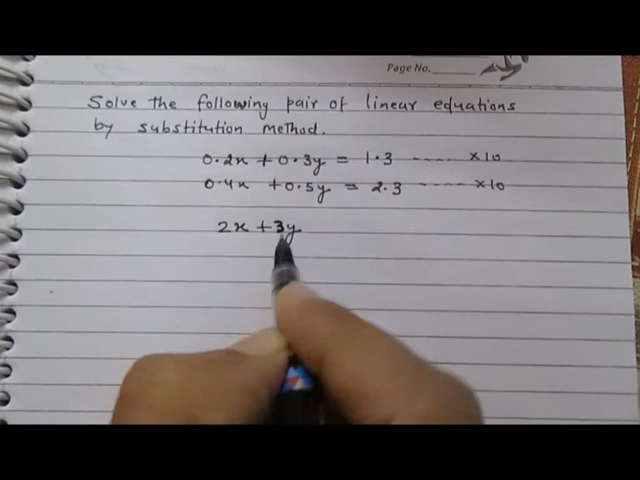 Page No.
Solve the following pair of linear equations
by substitution method.
0.2x + 0.3y = 1.3 ..... ×10
0.4x + 0.5y = 2.3 ..... ×10
2x + 3y